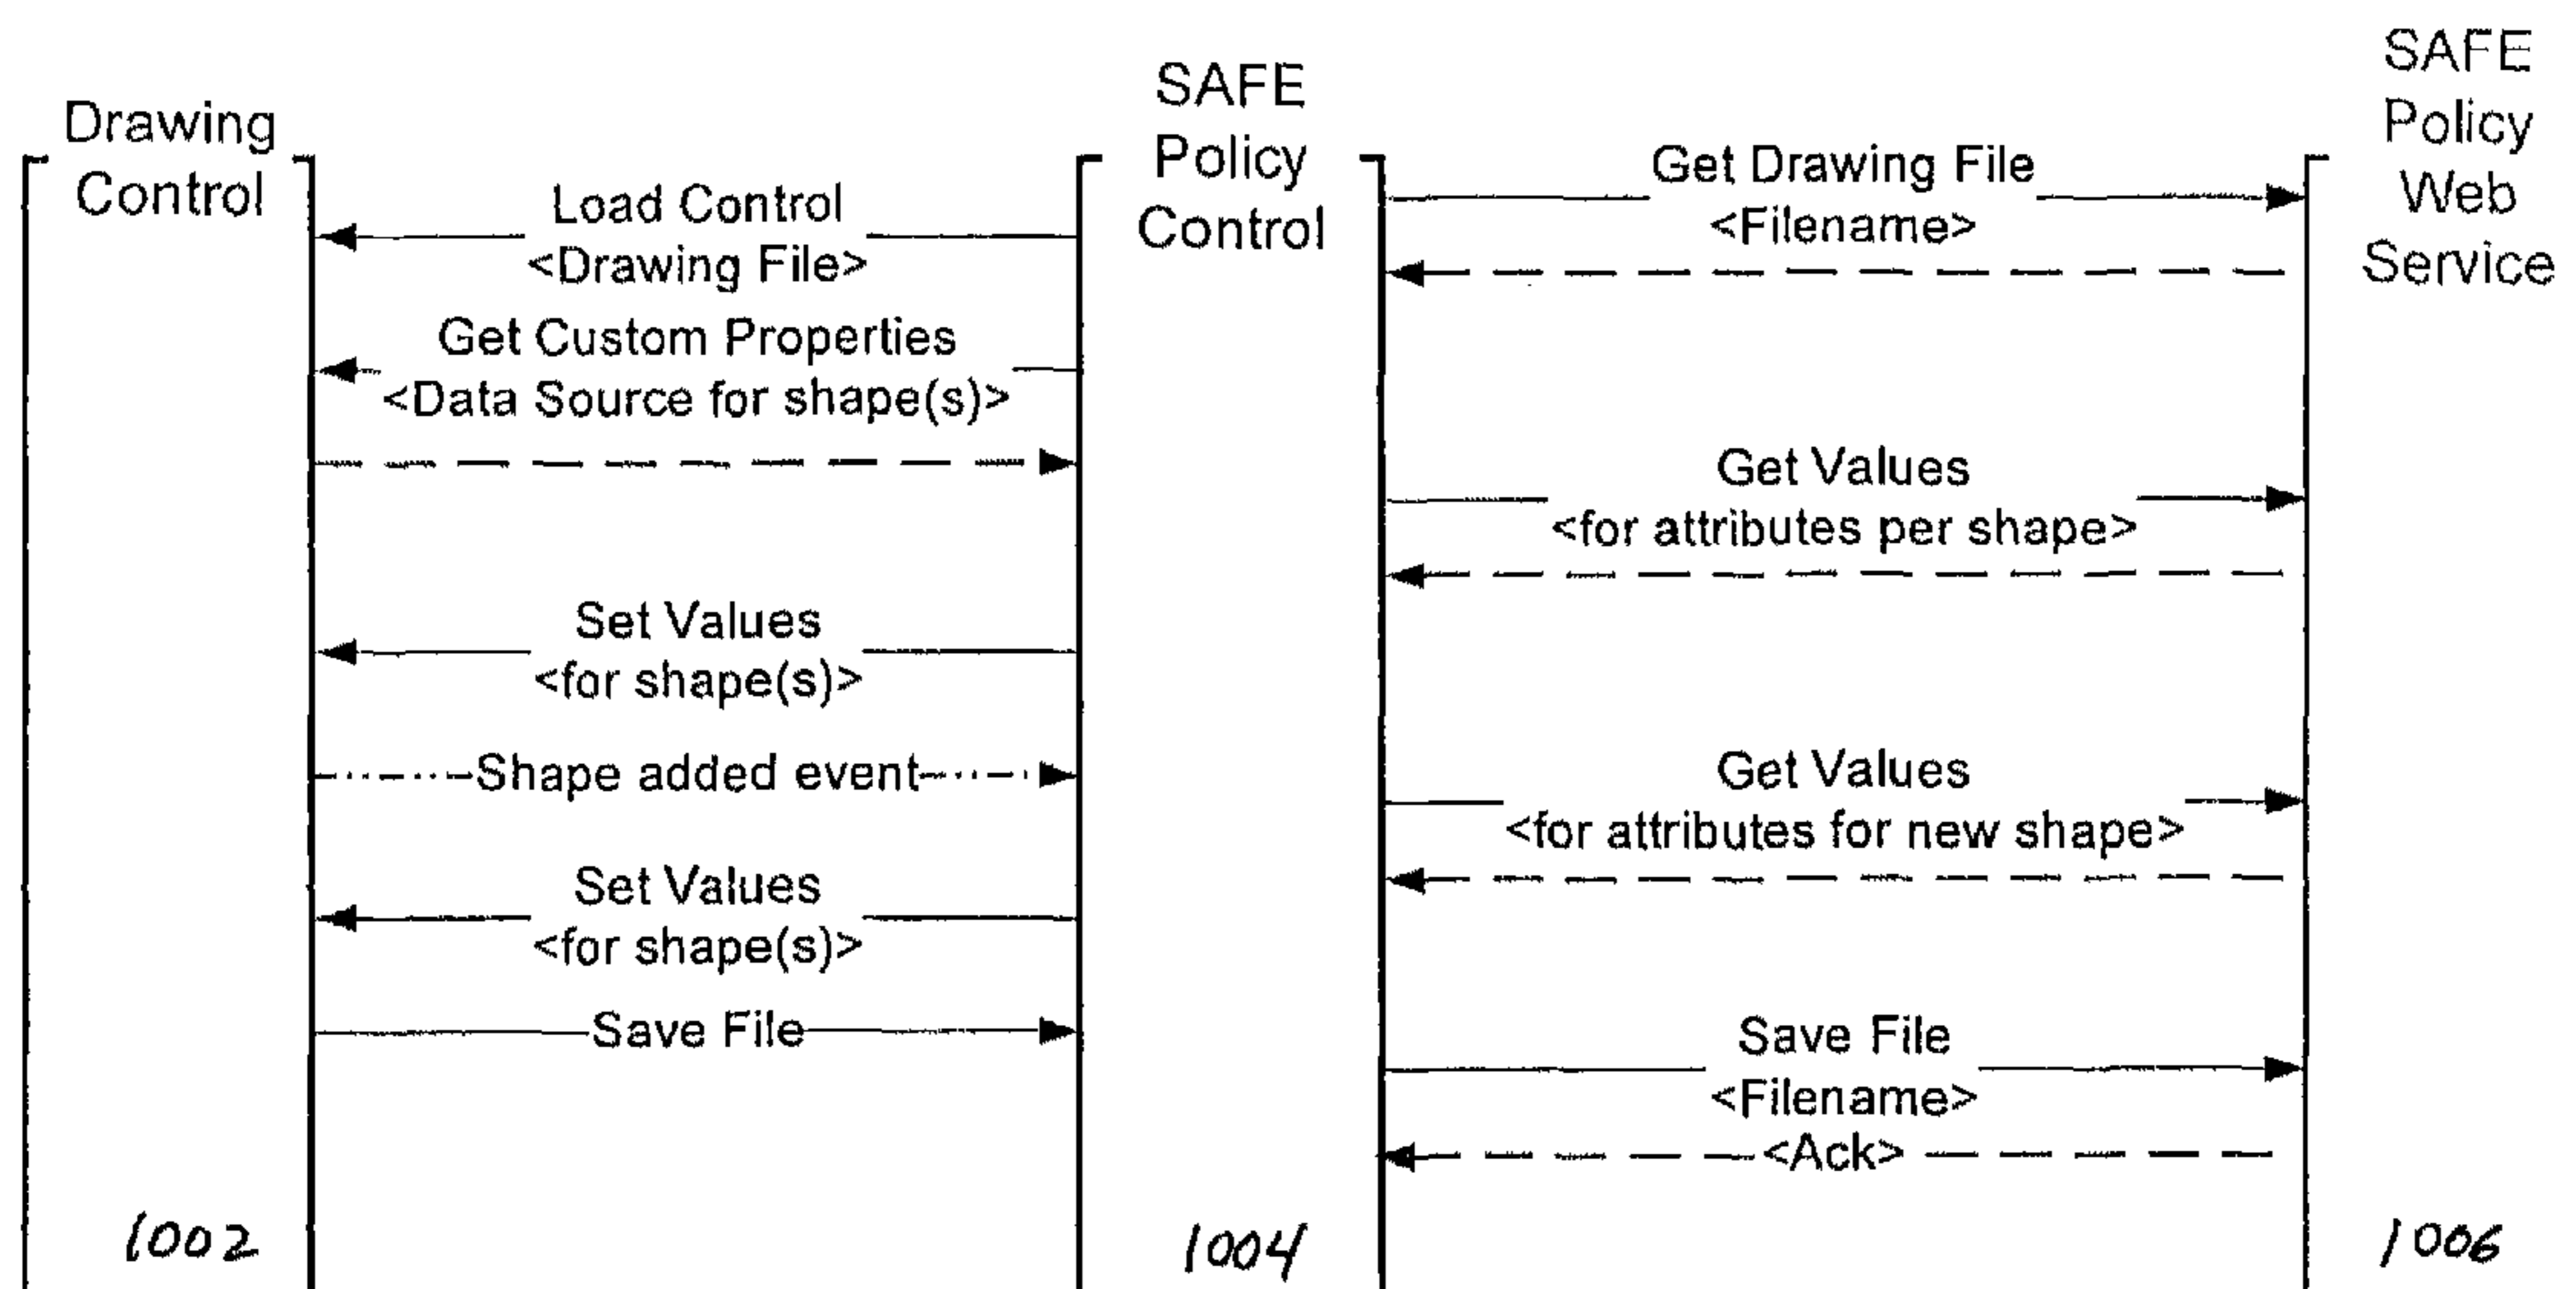 Drawing
Control
SAFE
Policy
Control
SAFE
Policy
Web
Service
Get Drawing File
<Filename>
Load Control
<Drawing File>
Get Custom Properties
<Data Source for shape(s)>
Get Values
<for attributes per shape>
Set Values
<for shape(s)>
Shape added event
Get Values
<for attributes for new shape>
Set Values
<for shape(s)>
Save File
Save File
<Filename>
<Ack>
1002
1004
1006